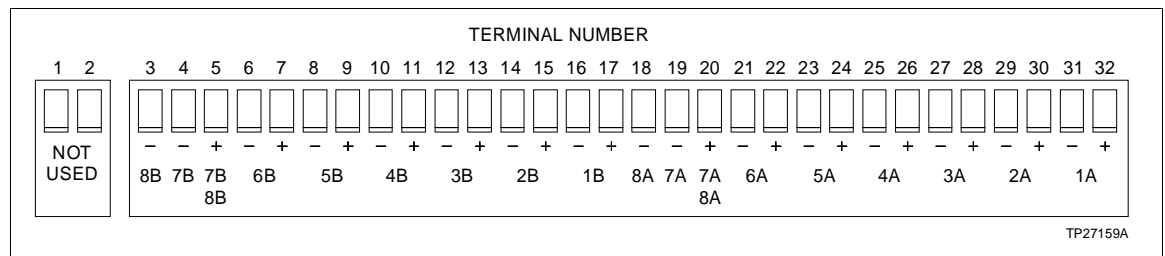 TERMINAL NUMBER
1 2 3 4 5 6 7 8 9 10 11 12 13 14 15 16 17 18 19 20 21 22 23 24 25 26 27 28 29 30 31 32
− − + − + − + − + − + − + − + − − + − + − + − + − + − + − +
NOT USED
8B 7B 7B 8B 6B 5B 4B 3B 2B 1B 8A 7A 7A 8A 6A 5A 4A 3A 2A 1A
TP27159A